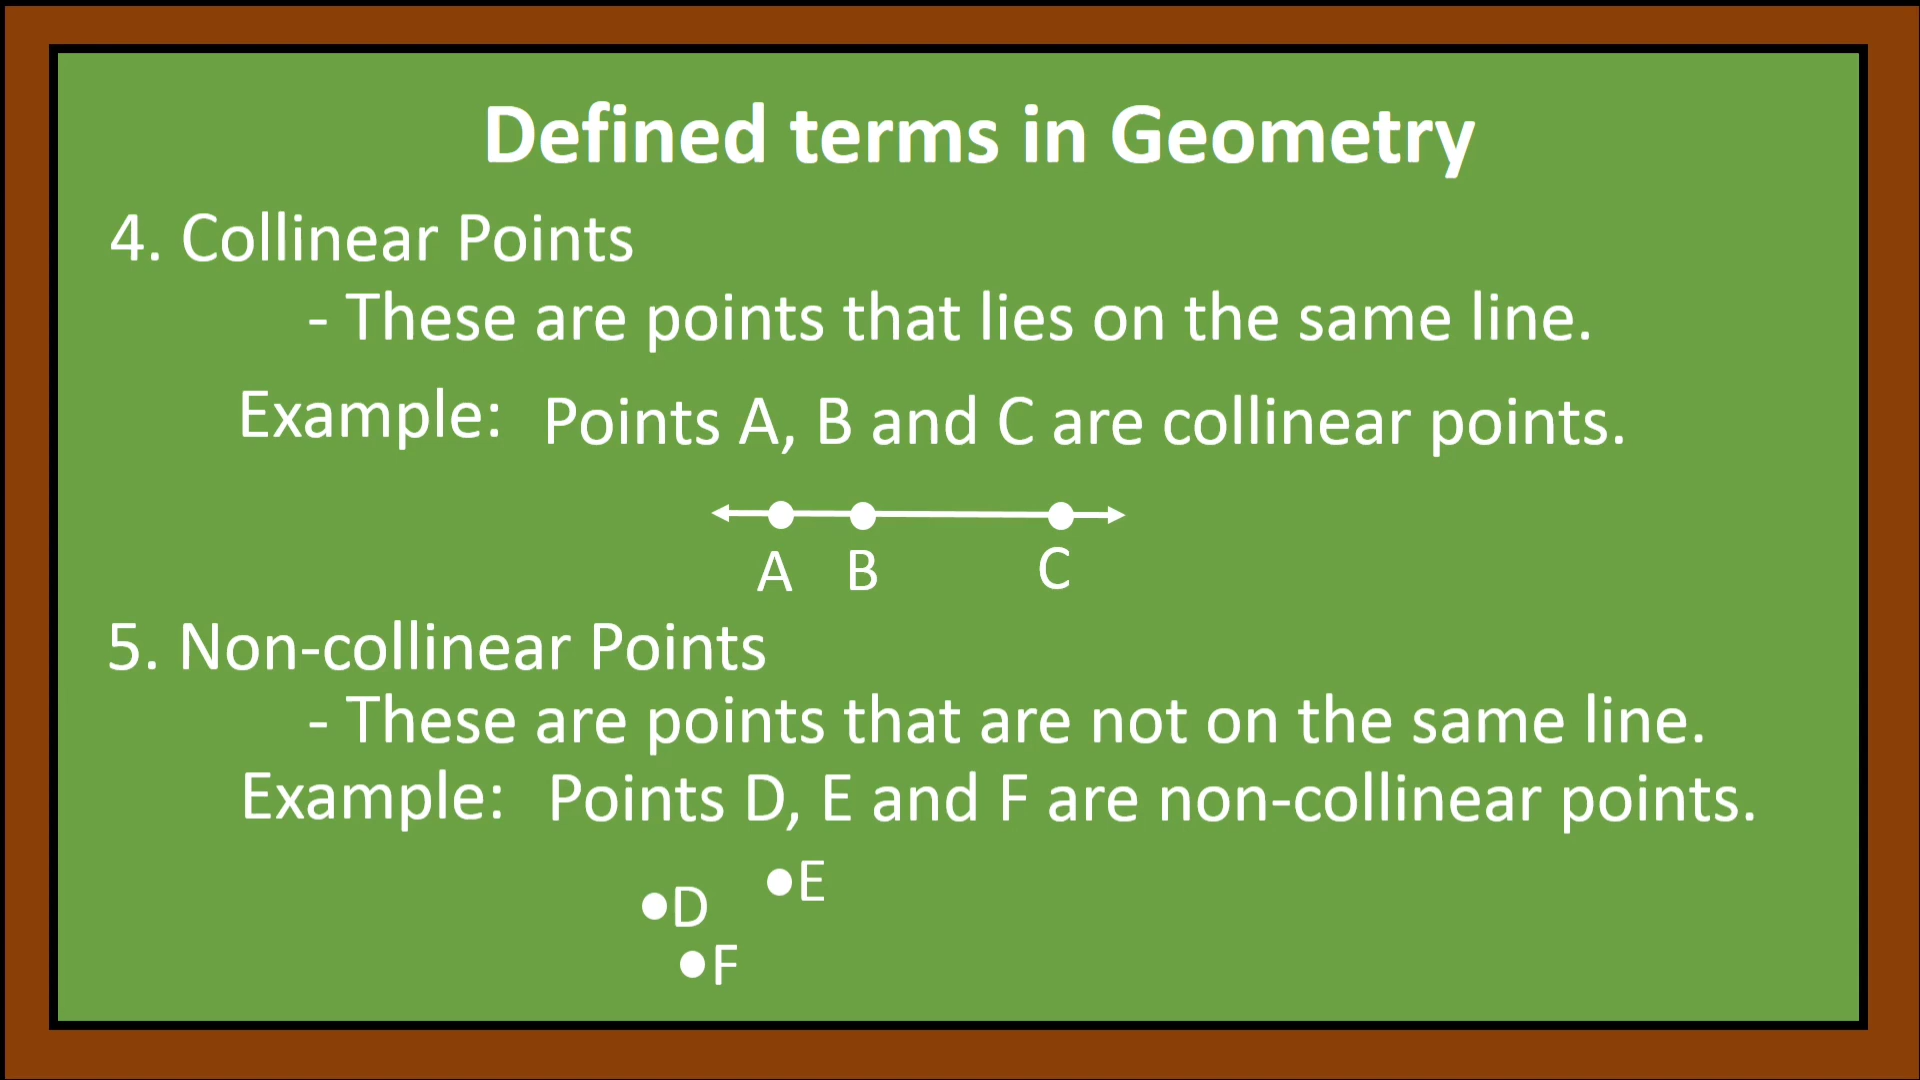 Defined terms in Geometry
4. Collinear Points
- These are points that lies on the same line.
Example: Points A, B and C are collinear points.
A B C
5. Non-collinear Points
- These are points that are not on the same line.
Example: Points D, E and F are non-collinear points.
E
D
F